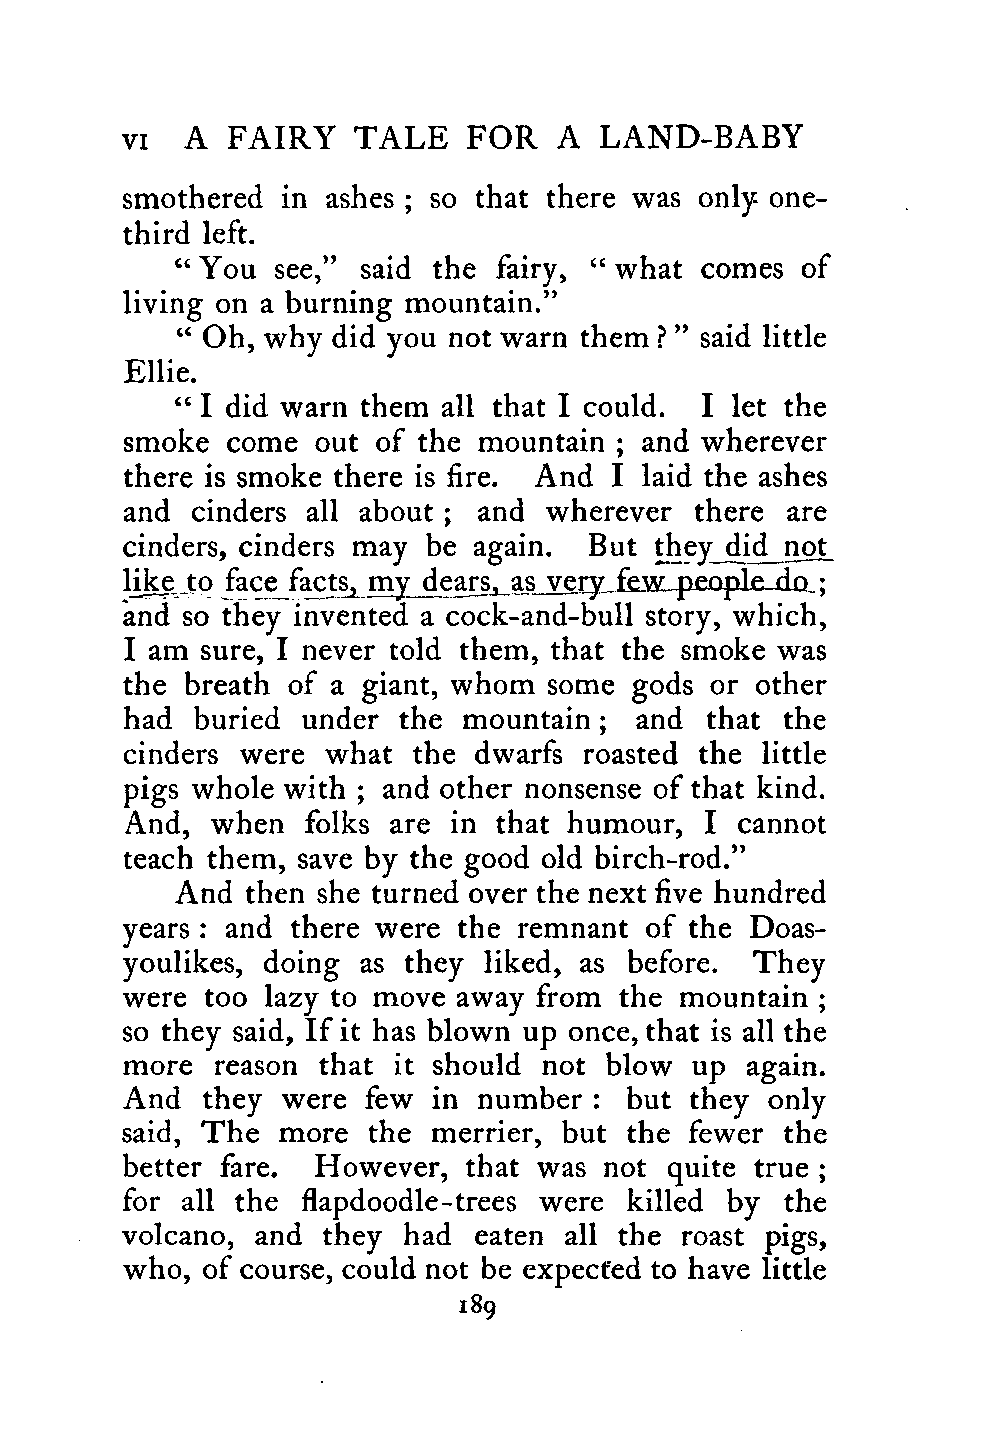 VI A FAIRY TALE FOR A LAND-BABY
smothered in ashes ; so that there was only one-
third left.
“ You see,” said the fairy, “ what comes of
living on a burning mountain.”
“ Oh, why did you not warn them ? ” said little
Ellie.
“ I did warn them all that I could. I let the
smoke come out of the mountain ; and wherever
there is smoke there is fire. And I laid the ashes
and cinders all about ; and wherever there are
cinders, cinders may be again. But they did not
like to face facts, my dears, as very few people do ;
and so they invented a cock-and-bull story, which,
I am sure, I never told them, that the smoke was
the breath of a giant, whom some gods or other
had buried under the mountain ; and that the
cinders were what the dwarfs roasted the little
pigs whole with ; and other nonsense of that kind.
And, when folks are in that humour, I cannot
teach them, save by the good old birch-rod.”
And then she turned over the next five hundred
years : and there were the remnant of the Doas-
youlikes, doing as they liked, as before. They
were too lazy to move away from the mountain ;
so they said, If it has blown up once, that is all the
more reason that it should not blow up again.
And they were few in number : but they only
said, The more the merrier, but the fewer the
better fare. However, that was not quite true ;
for all the flapdoodle-trees were killed by the
volcano, and they had eaten all the roast pigs,
who, of course, could not be expected to have little
189